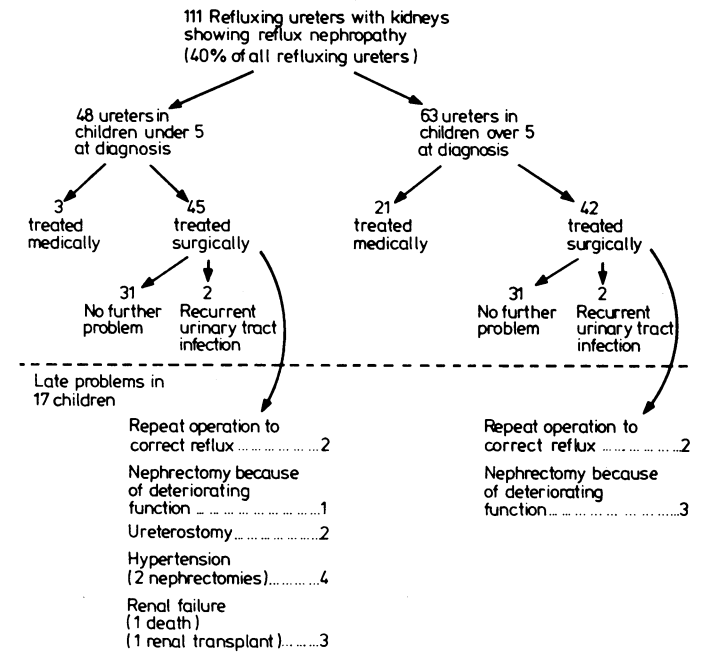 111 Refluxing ureters with kidneys
showing reflux nephropathy
(40% of all refluxing ureters)
48 ureters in
children under 5
at diagnosis
63 ureters in
children over 5
at diagnosis
3
treated
medically
45
treated
surgically
21
treated
medically
42
treated
surgically
31
No further
problem
2
Recurrent
urinary tract
infection
31
No further
problem
2
Recurrent
urinary tract
infection
Late problems in
17 children
Repeat operation to
correct reflux ... ... ... ... ...2
Nephrectomy because
of deteriorating
function ... ... ... ... ... ... ...1
Ureterostomy... ... ... ... ...2
Hypertension
(2 nephrectomies)... ... ... ...4
Renal failure
(1 death)
(1 renal transplant)... ... ...3
Repeat operation to
correct reflux ... ... ... ... ...2
Nephrectomy because
of deteriorating
function... ... ... ... ... ... ...3